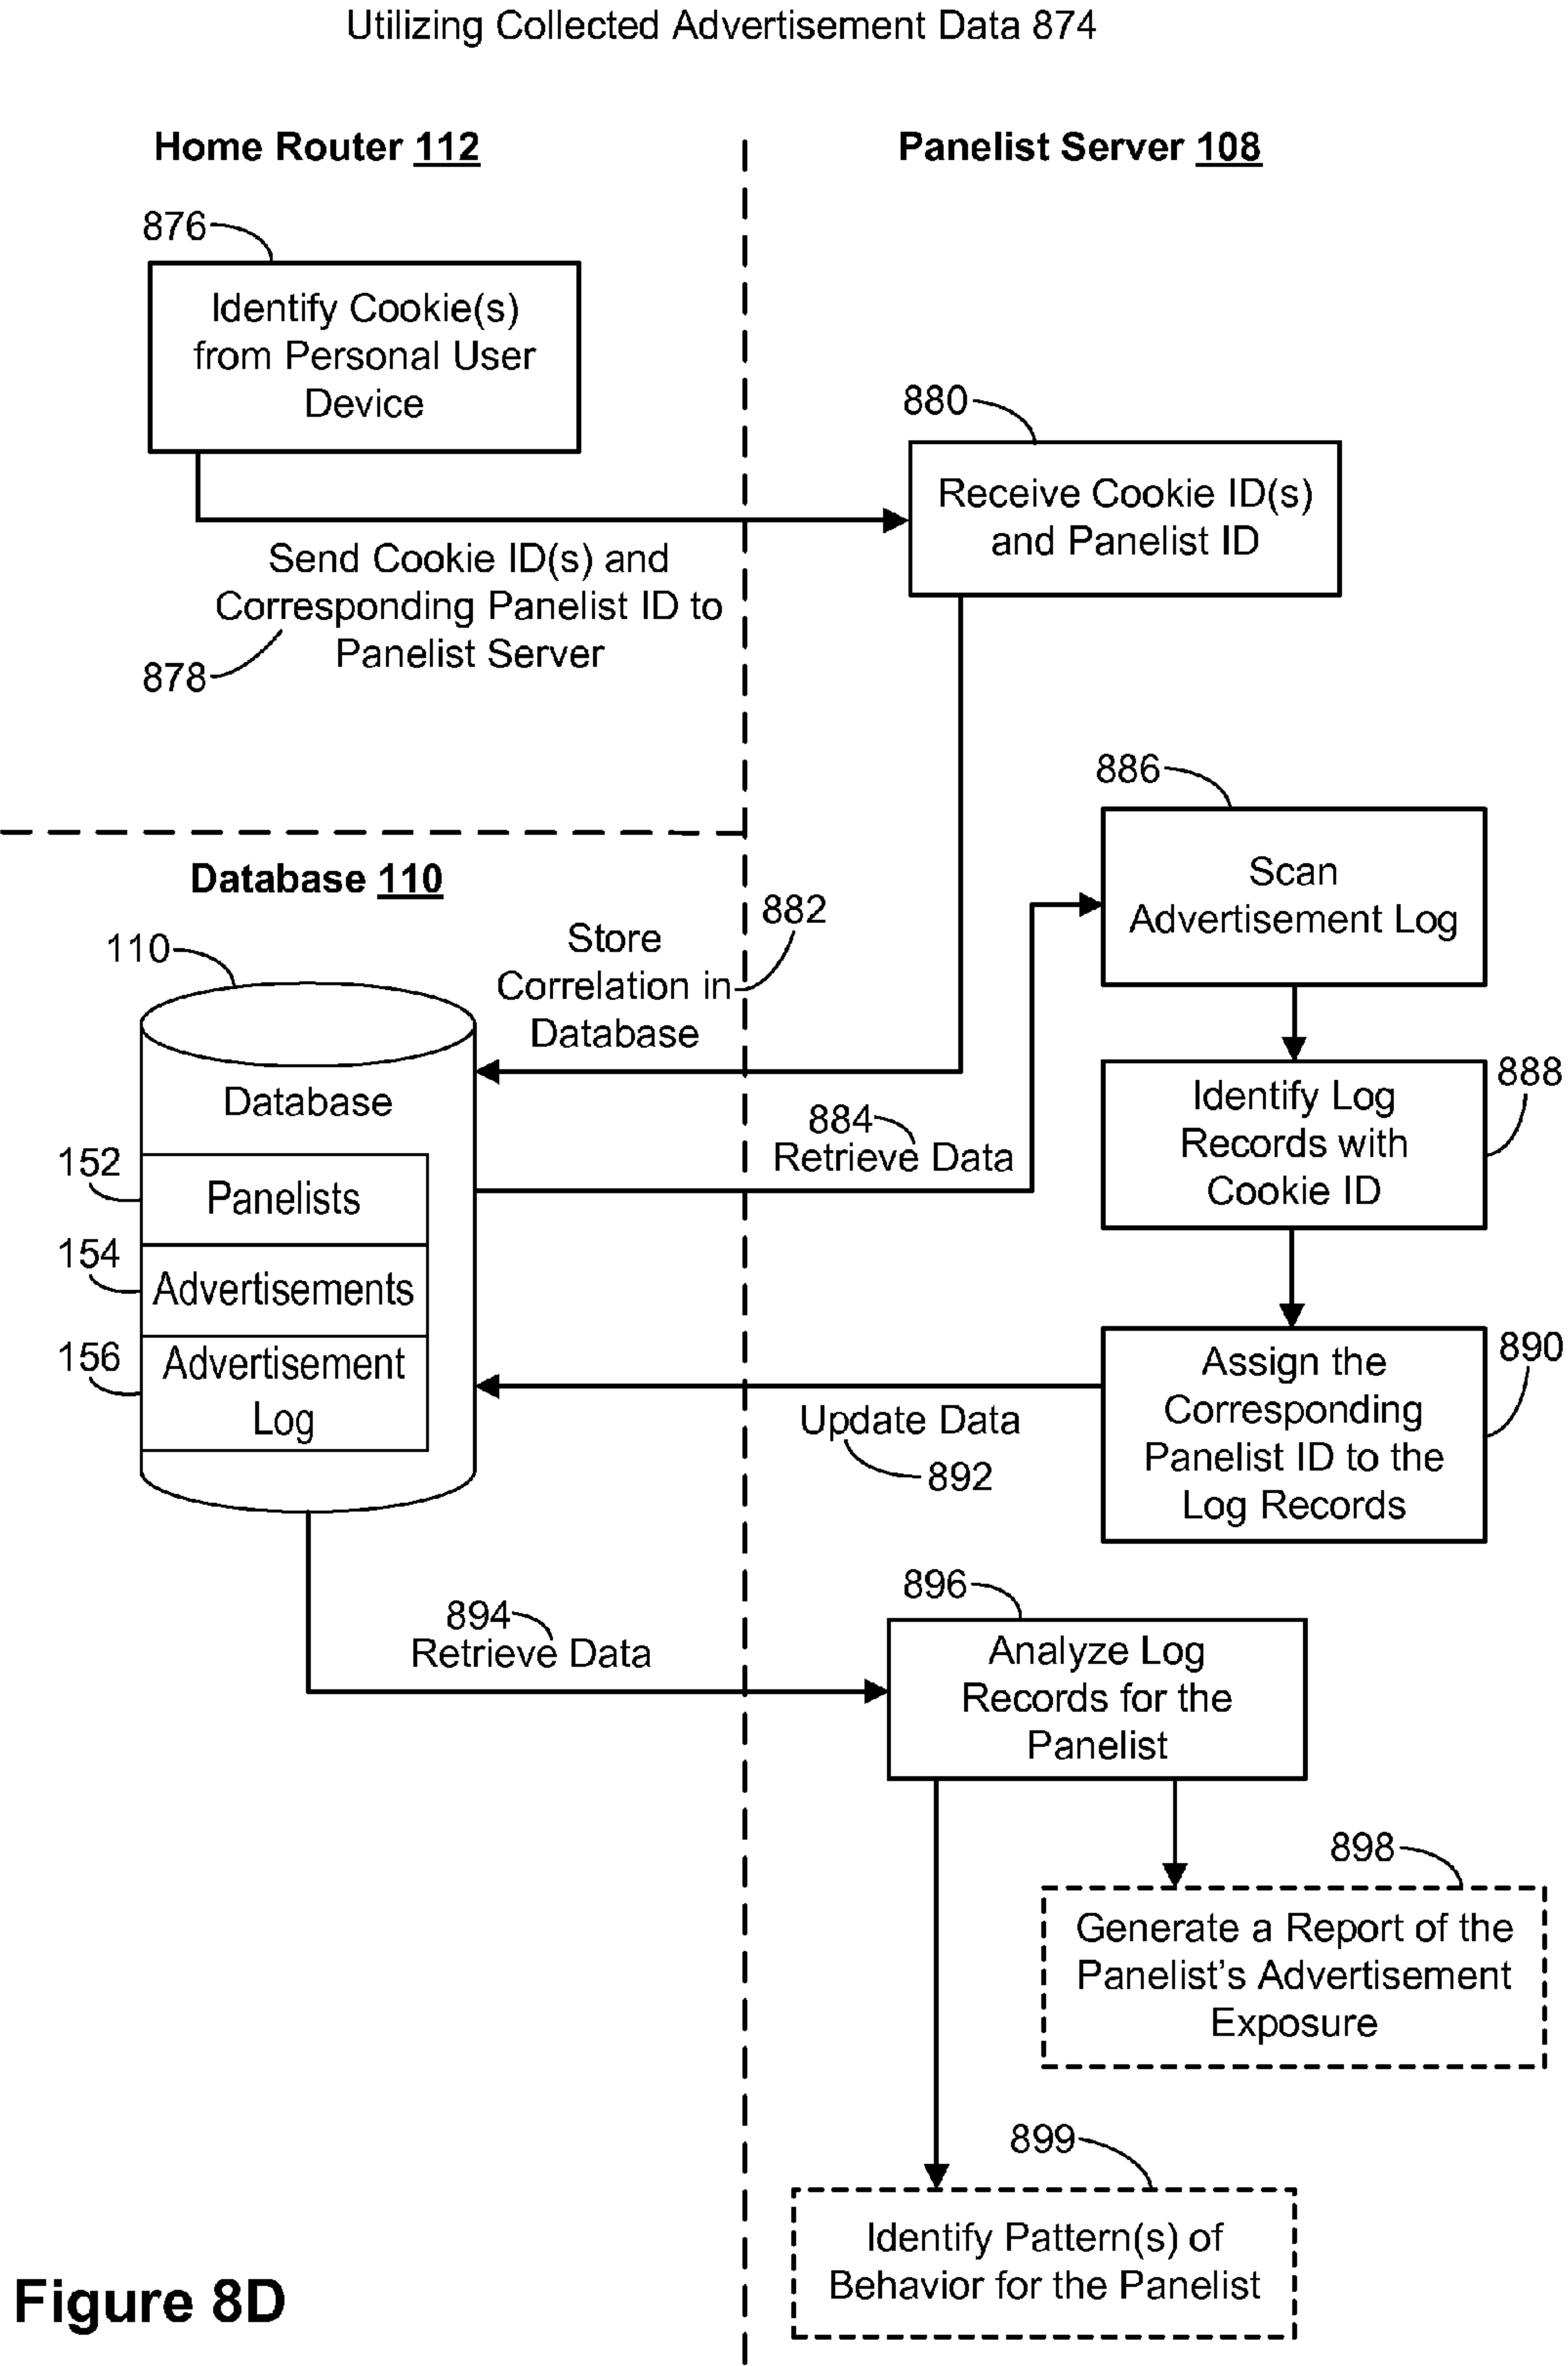 Utilizing Collected Advertisement Data 874
Home Router 112
Panelist Server 108
876
Identify Cookie(s)
from Personal User
Device
880
Receive Cookie ID(s)
and Panelist ID
Send Cookie ID(s) and
Corresponding Panelist ID to
Panelist Server
878
886
Scan
Advertisement Log
Database 110
110
882
Store
Correlation in
Database
Database
152
Panelists
154
Advertisements
156
Advertisement
Log
884
Retrieve Data
888
Identify Log
Records with
Cookie ID
890
Assign the
Corresponding
Panelist ID to the
Log Records
Update Data
892
894
Retrieve Data
896
Analyze Log
Records for the
Panelist
898
Generate a Report of the
Panelist's Advertisement
Exposure
899
Identify Pattern(s) of
Behavior for the Panelist
Figure 8D